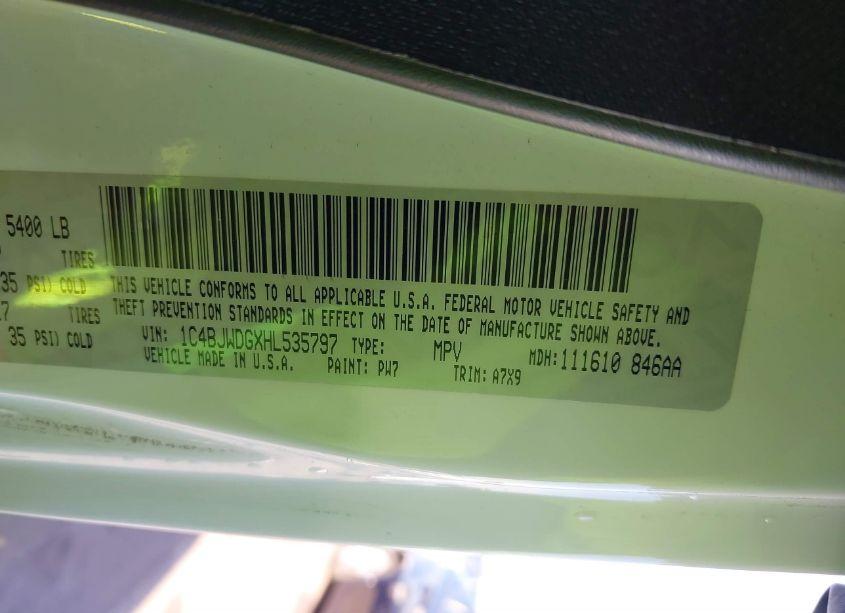 5400 LB
TIRES
35 PSI) COLD
TIRES
35 PSI) COLD
THIS VEHICLE CONFORMS TO ALL APPLICABLE U.S.A. FEDERAL MOTOR VEHICLE SAFETY AND
THEFT PREVENTION STANDARDS IN EFFECT ON THE DATE OF MANUFACTURE SHOWN ABOVE.
VIN: 1C4BJWDGXHL535797 TYPE: MPV MDH:111610 846AA
VEHICLE MADE IN U.S.A. PAINT: PW7 TRIM: A7X9